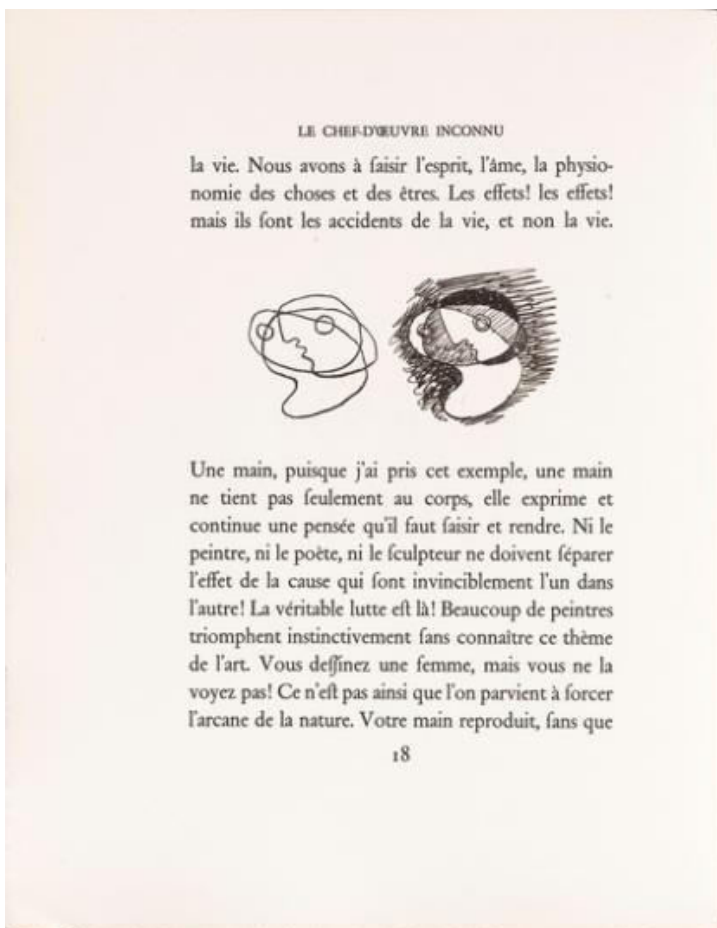 LE CHEF-D'ŒUVRE INCONNU
la vie. Nous avons à ſaisir l'esprit, l'âme, la physio-
nomie des choses et des êtres. Les effets! les effets!
mais ils ſont les accidents de la vie, et non la vie.
Une main, puisque j'ai pris cet exemple, une main
ne tient pas ſeulement au corps, elle exprime et
continue une pensée qu'il faut ſaisir et rendre. Ni le
peintre, ni le poëte, ni le ſculpteur ne doivent ſéparer
l'effet de la cause qui ſont invinciblement l'un dans
l'autre! La véritable lutte eſt là! Beaucoup de peintres
triomphent instinctivement ſans connaître ce thème
de l'art. Vous deſſinez une femme, mais vous ne la
voyez pas! Ce n'eſt pas ainsi que l'on parvient à forcer
l'arcane de la nature. Votre main reproduit, ſans que
18